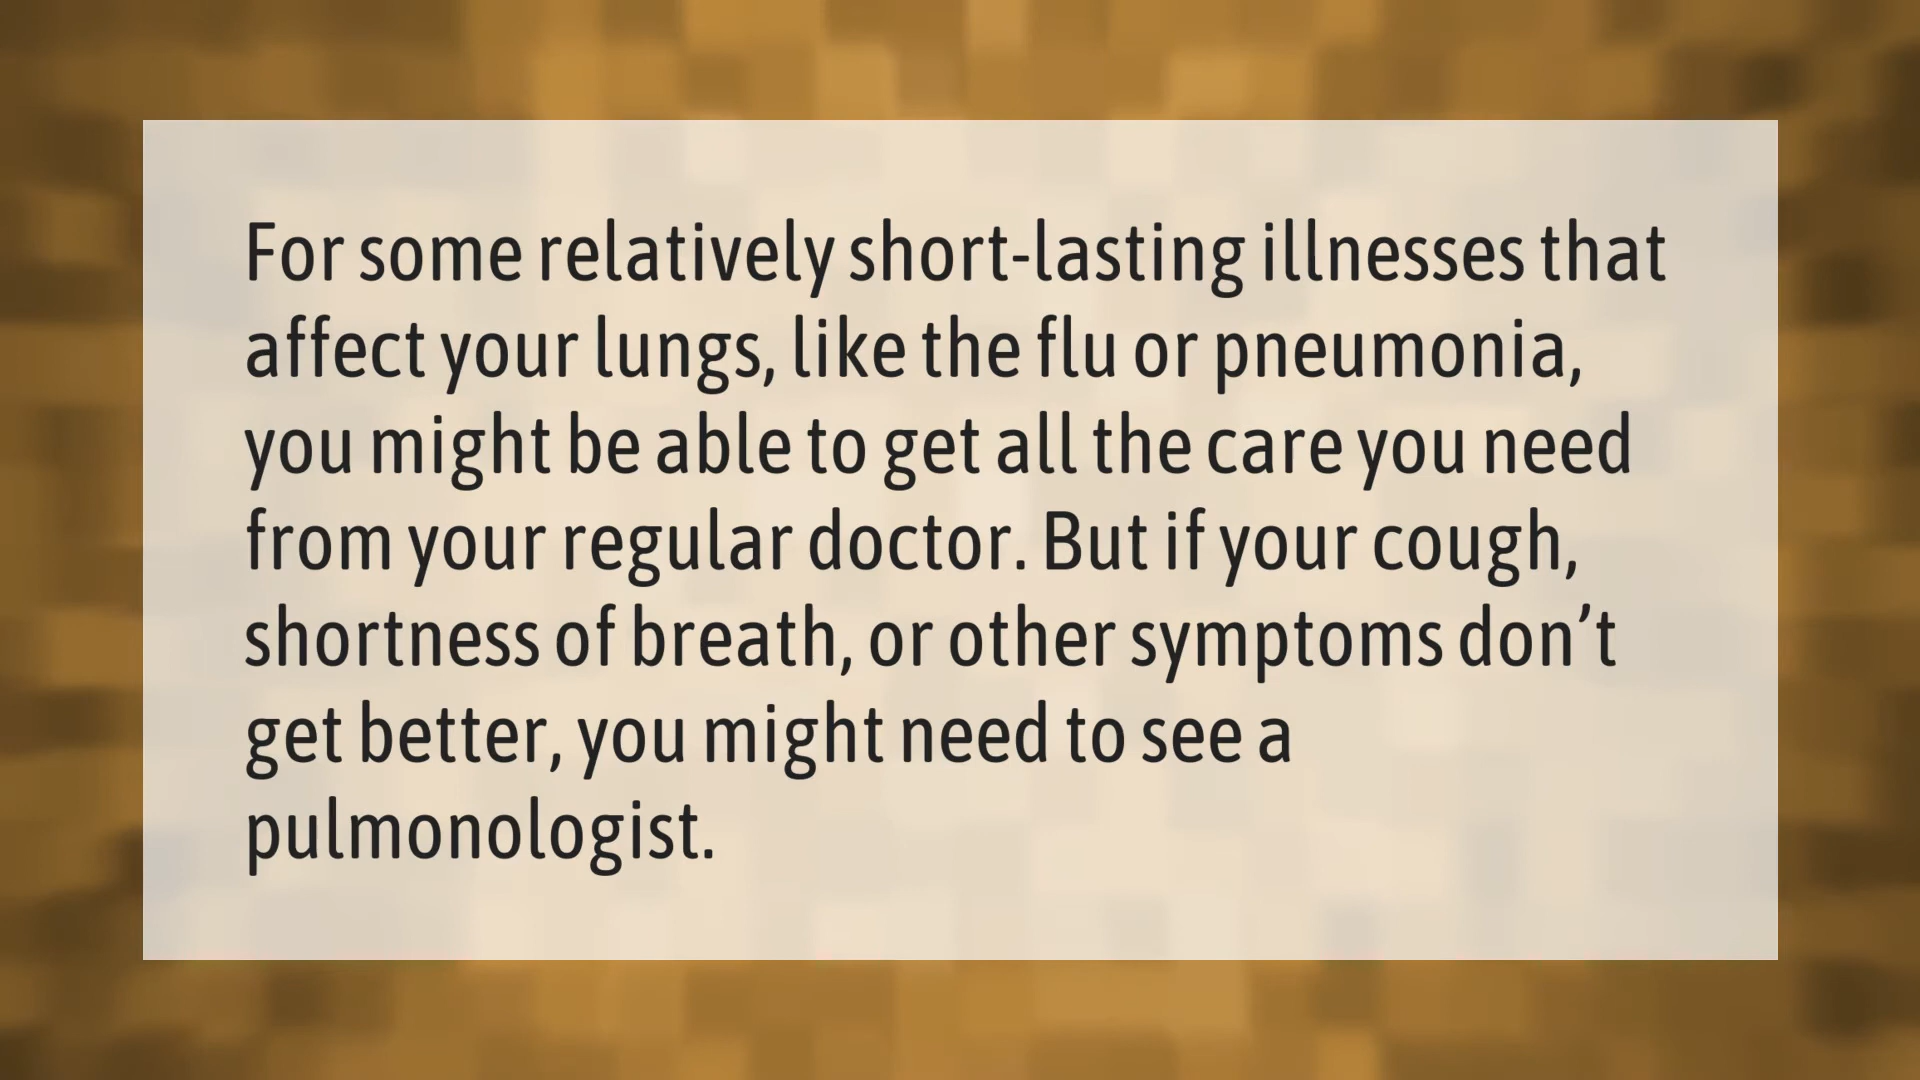 For some relatively short-lasting illnesses that
affect your lungs, like the flu or pneumonia,
you might be able to get all the care you need
from your regular doctor. But if your cough,
shortness of breath, or other symptoms don’t
get better, you might need to see a
pulmonologist.